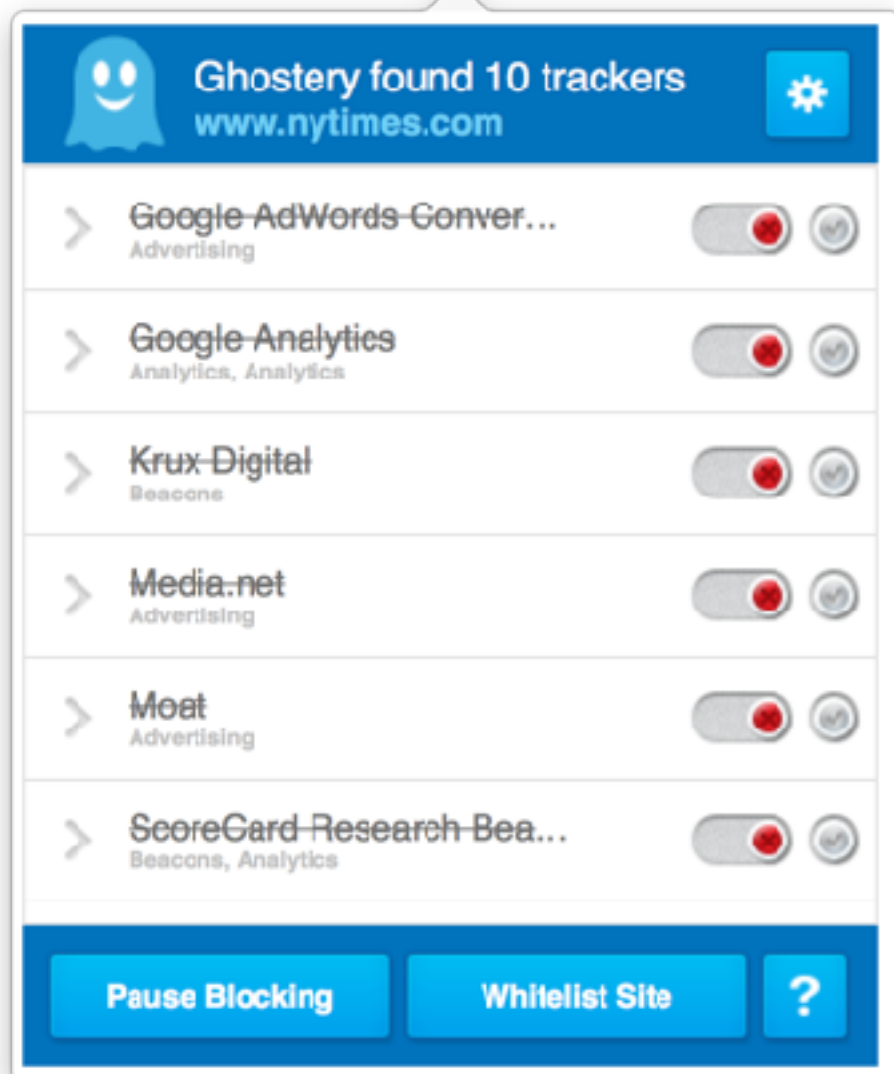 Ghostery found 10 trackers
www.nytimes.com
Google AdWords Conver...
Advertising
Google Analytics
Analytics, Analytics
Krux Digital
Beacons
Media.net
Advertising
Moat
Advertising
ScoreCard Research Bea...
Beacons, Analytics
Pause Blocking
Whitelist Site
?